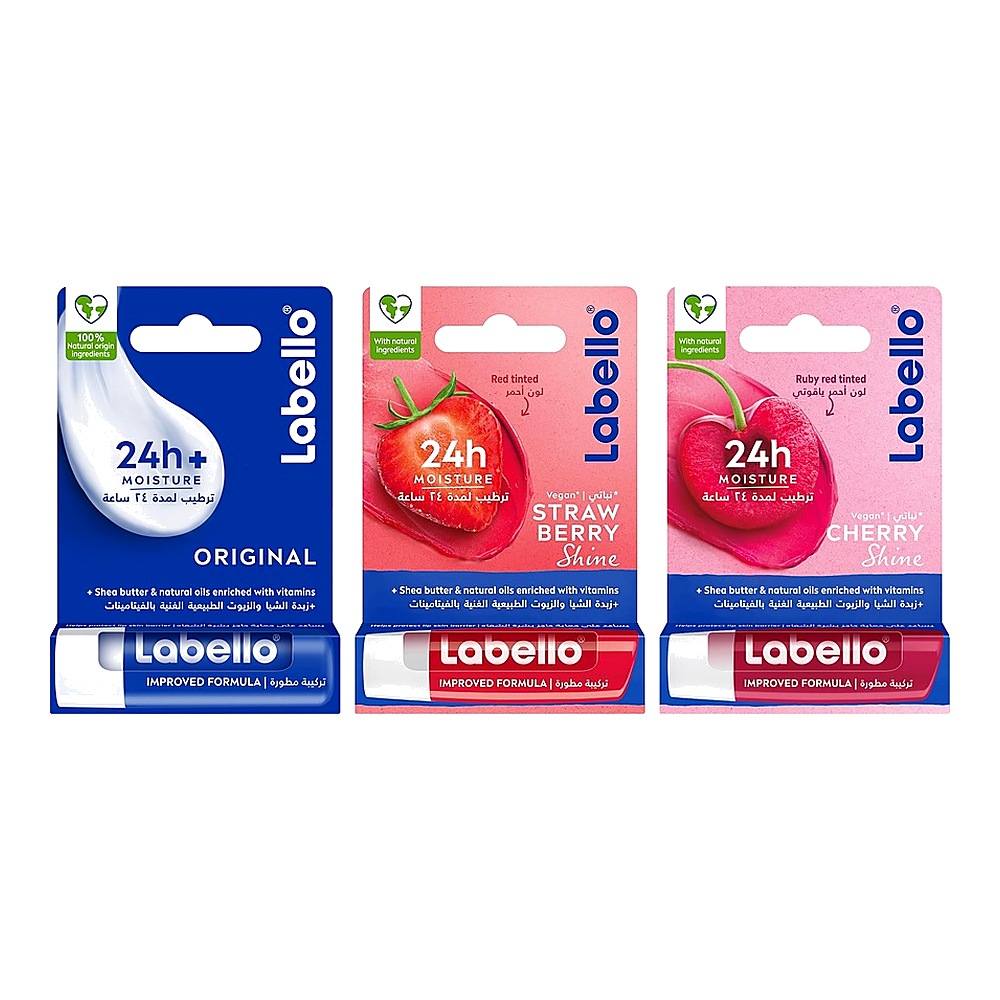 100%
Natural origin
ingredients
Labello®
24h+
MOISTURE
ترطيب لمدة ٢٤ ساعة
ORIGINAL
+ Shea butter & natural oils enriched with vitamins
+زبدة الشيا والزيوت الطبيعية الغنية بالفيتامينات
Labello®
IMPROVED FORMULA | تركيبة مطورة
With natural
ingredients
Labello®
Red tinted
لون أحمر
24h
MOISTURE
ترطيب لمدة ٢٤ ساعة
Vegan* | نباتي*
STRAW
BERRY
Shine
+ Shea butter & natural oils enriched with vitamins
+زبدة الشيا والزيوت الطبيعية الغنية بالفيتامينات
Labello®
IMPROVED FORMULA | تركيبة مطورة
With natural
ingredients
Labello®
Ruby red tinted
لون أحمر ياقوتي
24h
MOISTURE
ترطيب لمدة ٢٤ ساعة
Vegan* | نباتي*
CHERRY
Shine
+ Shea butter & natural oils enriched with vitamins
+زبدة الشيا والزيوت الطبيعية الغنية بالفيتامينات
Labello®
IMPROVED FORMULA | تركيبة مطورة